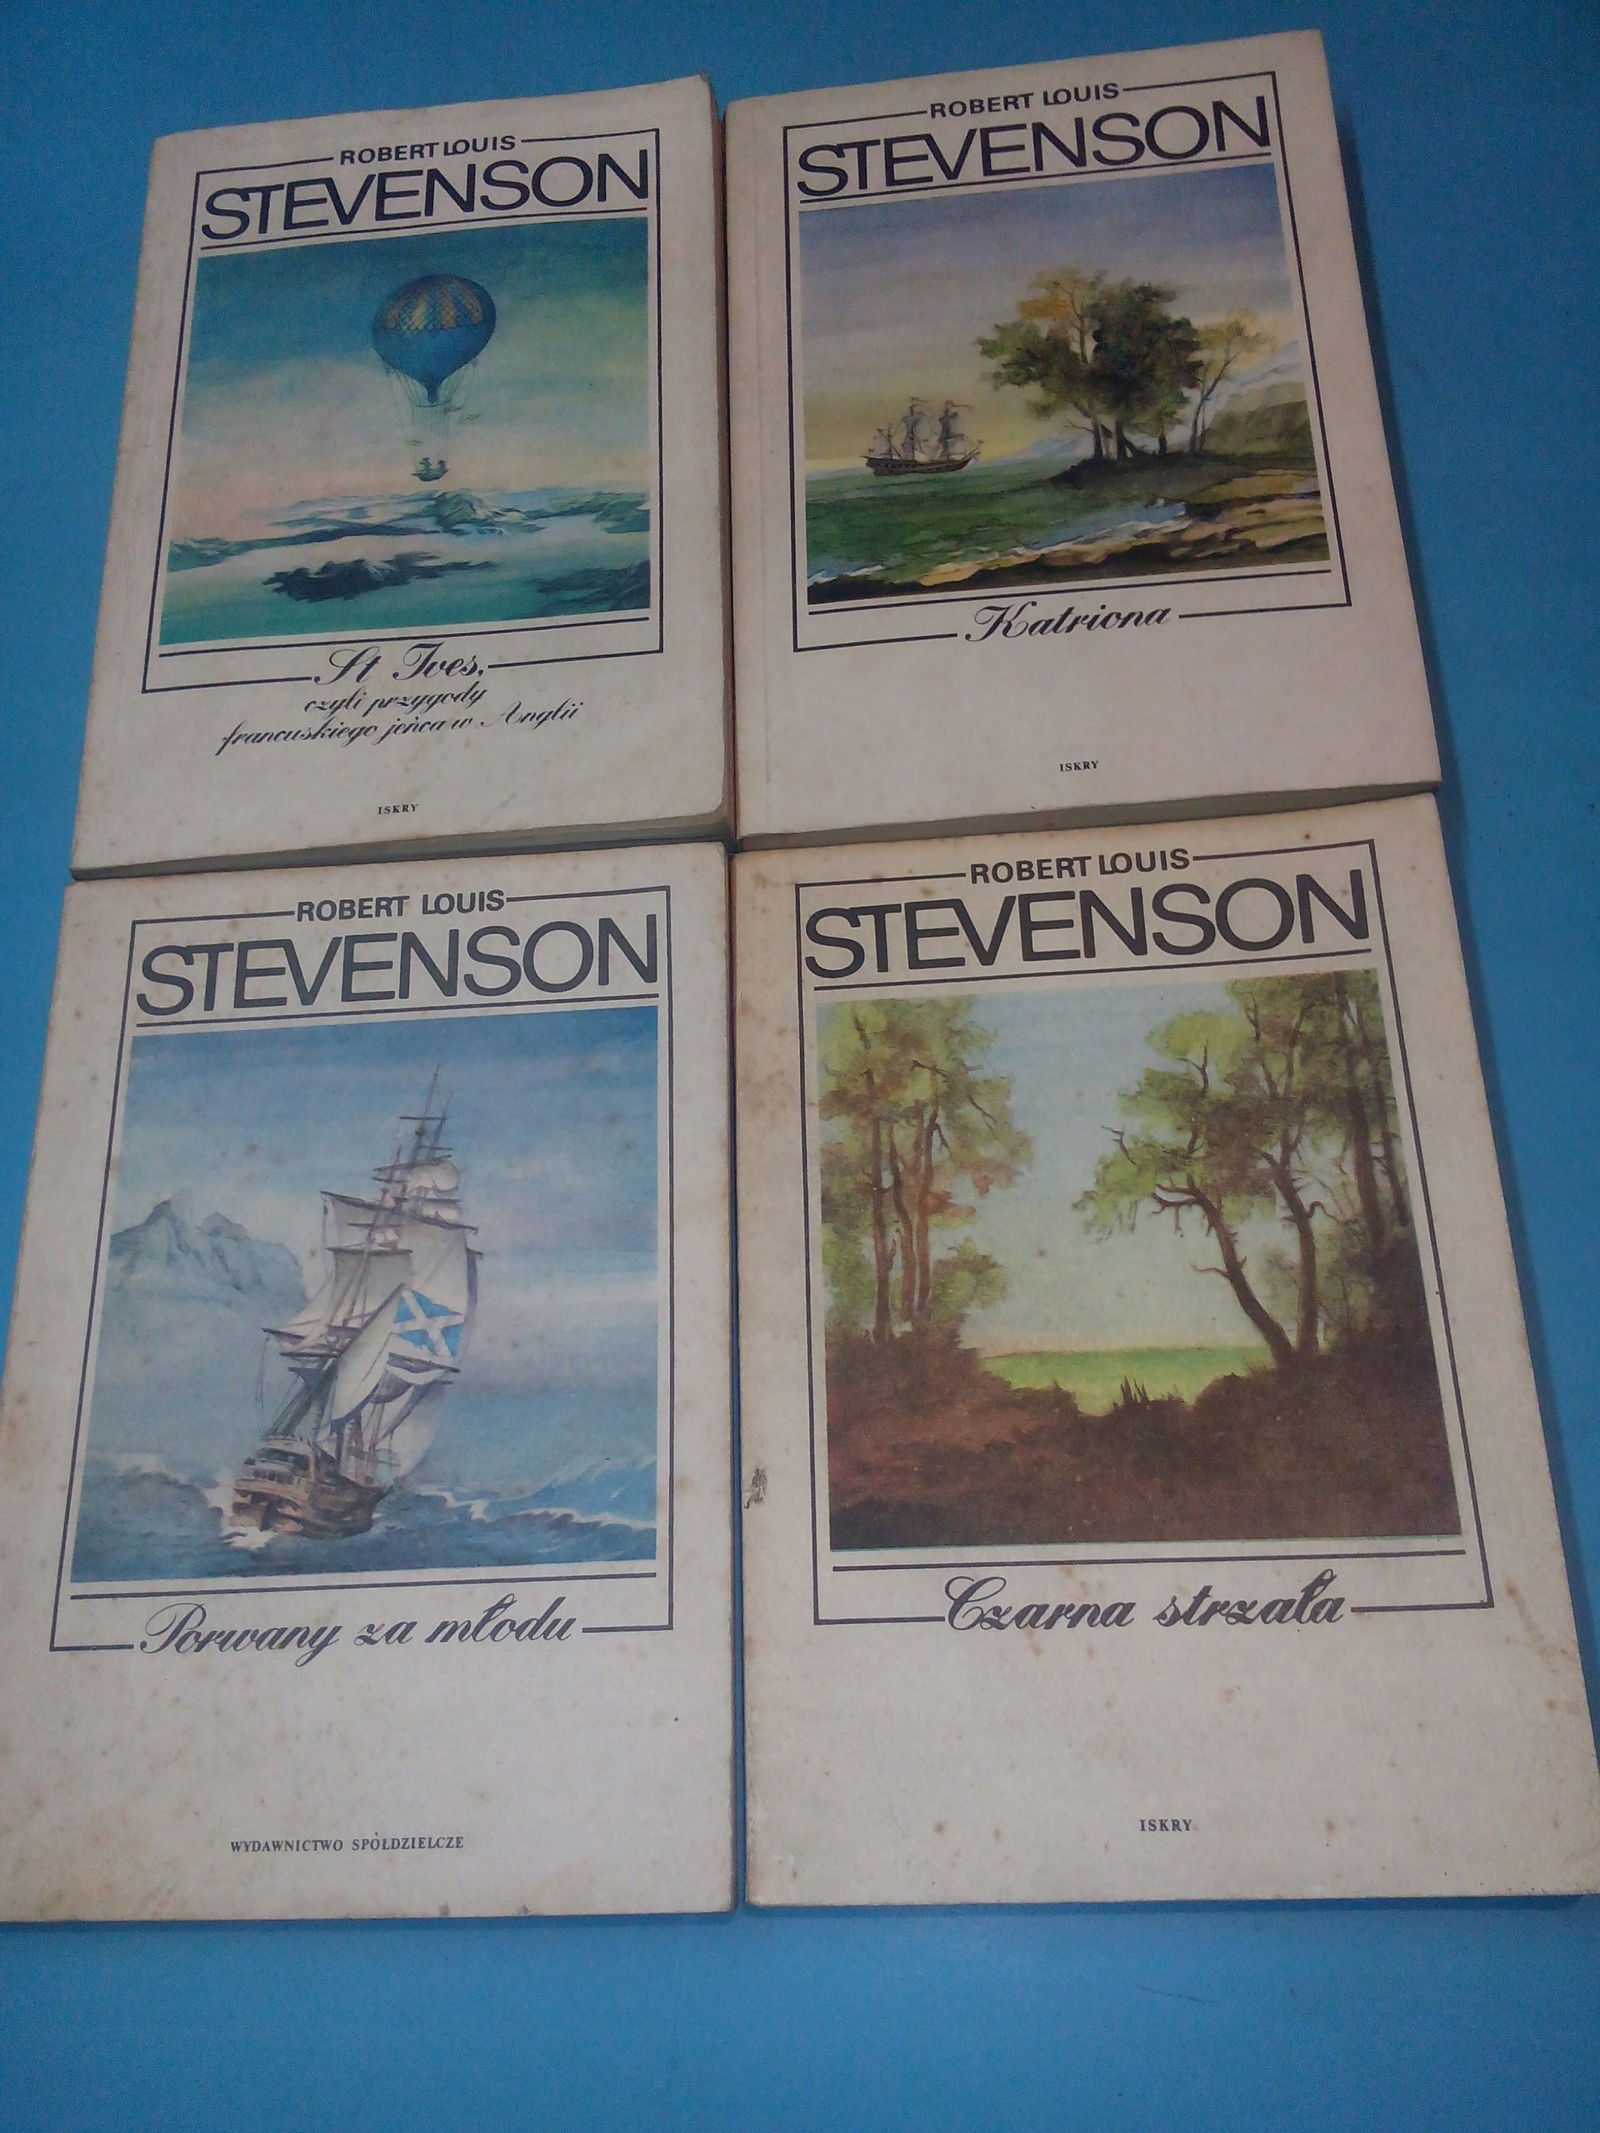 ROBERT LOUIS
STEVENSON
St Ives,
czyli przygody
francuskiego jeńca w Anglii
ISKRY
ROBERT LOUIS
STEVENSON
Katriona
ISKRY
ROBERT LOUIS
STEVENSON
Porwany za młodu
WYDAWNICTWO SPÓŁDZIELCZE
ROBERT LOUIS
STEVENSON
Czarna strzała
ISKRY